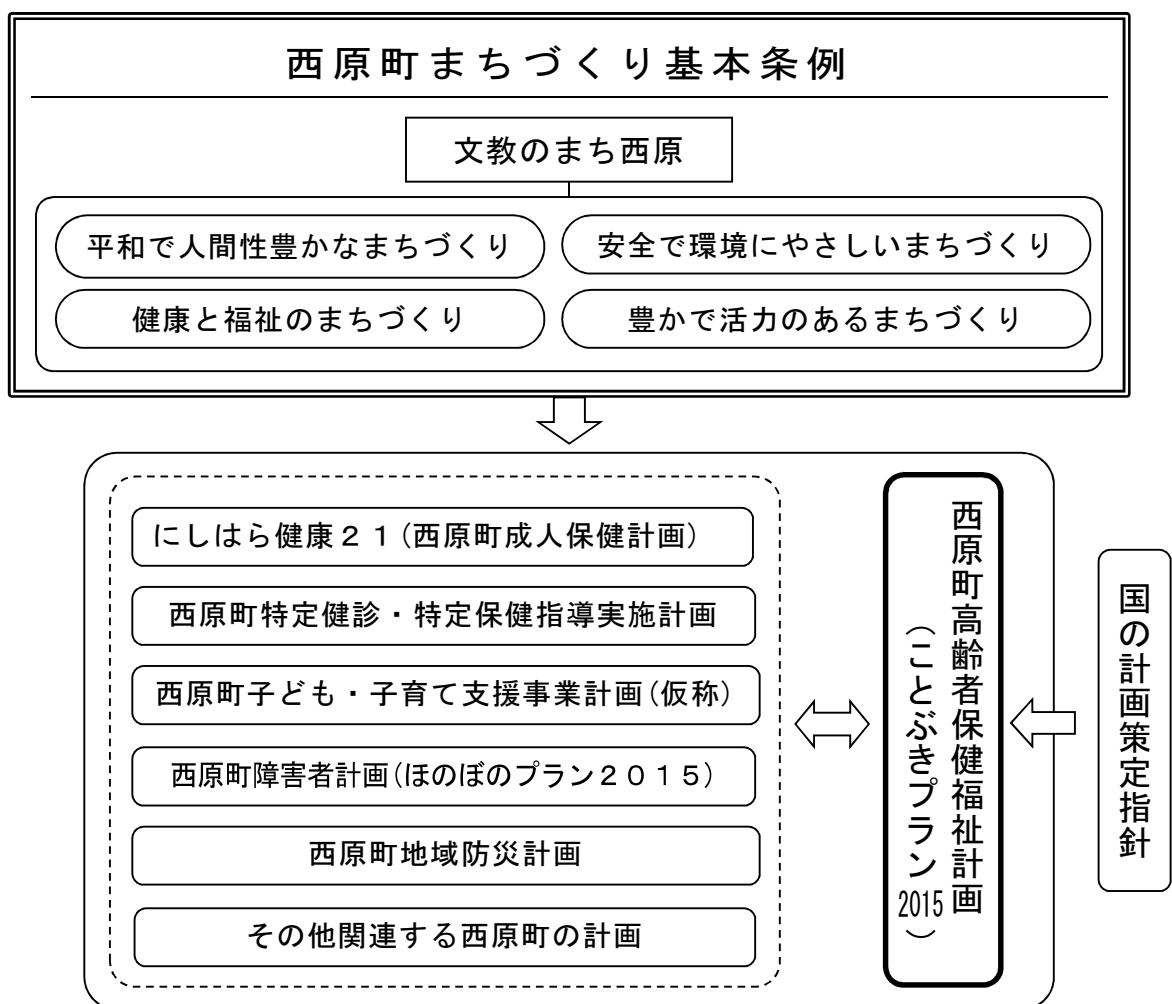 西原町まちづくり基本条例
文教のまち西原
平和で人間性豊かなまちづくり
安全で環境にやさしいまちづくり
健康と福祉のまちづくり
豊かで活力のあるまちづくり
にしはら健康２１(西原町成人保健計画)
西原町特定健診・特定保健指導実施計画
西原町子ども・子育て支援事業計画(仮称)
西原町障害者計画(ほのぼのプラン２０１５)
西原町地域防災計画
その他関連する西原町の計画
西原町高齢者保健福祉計画
(ことぶきプラン2015)
国の計画策定指針